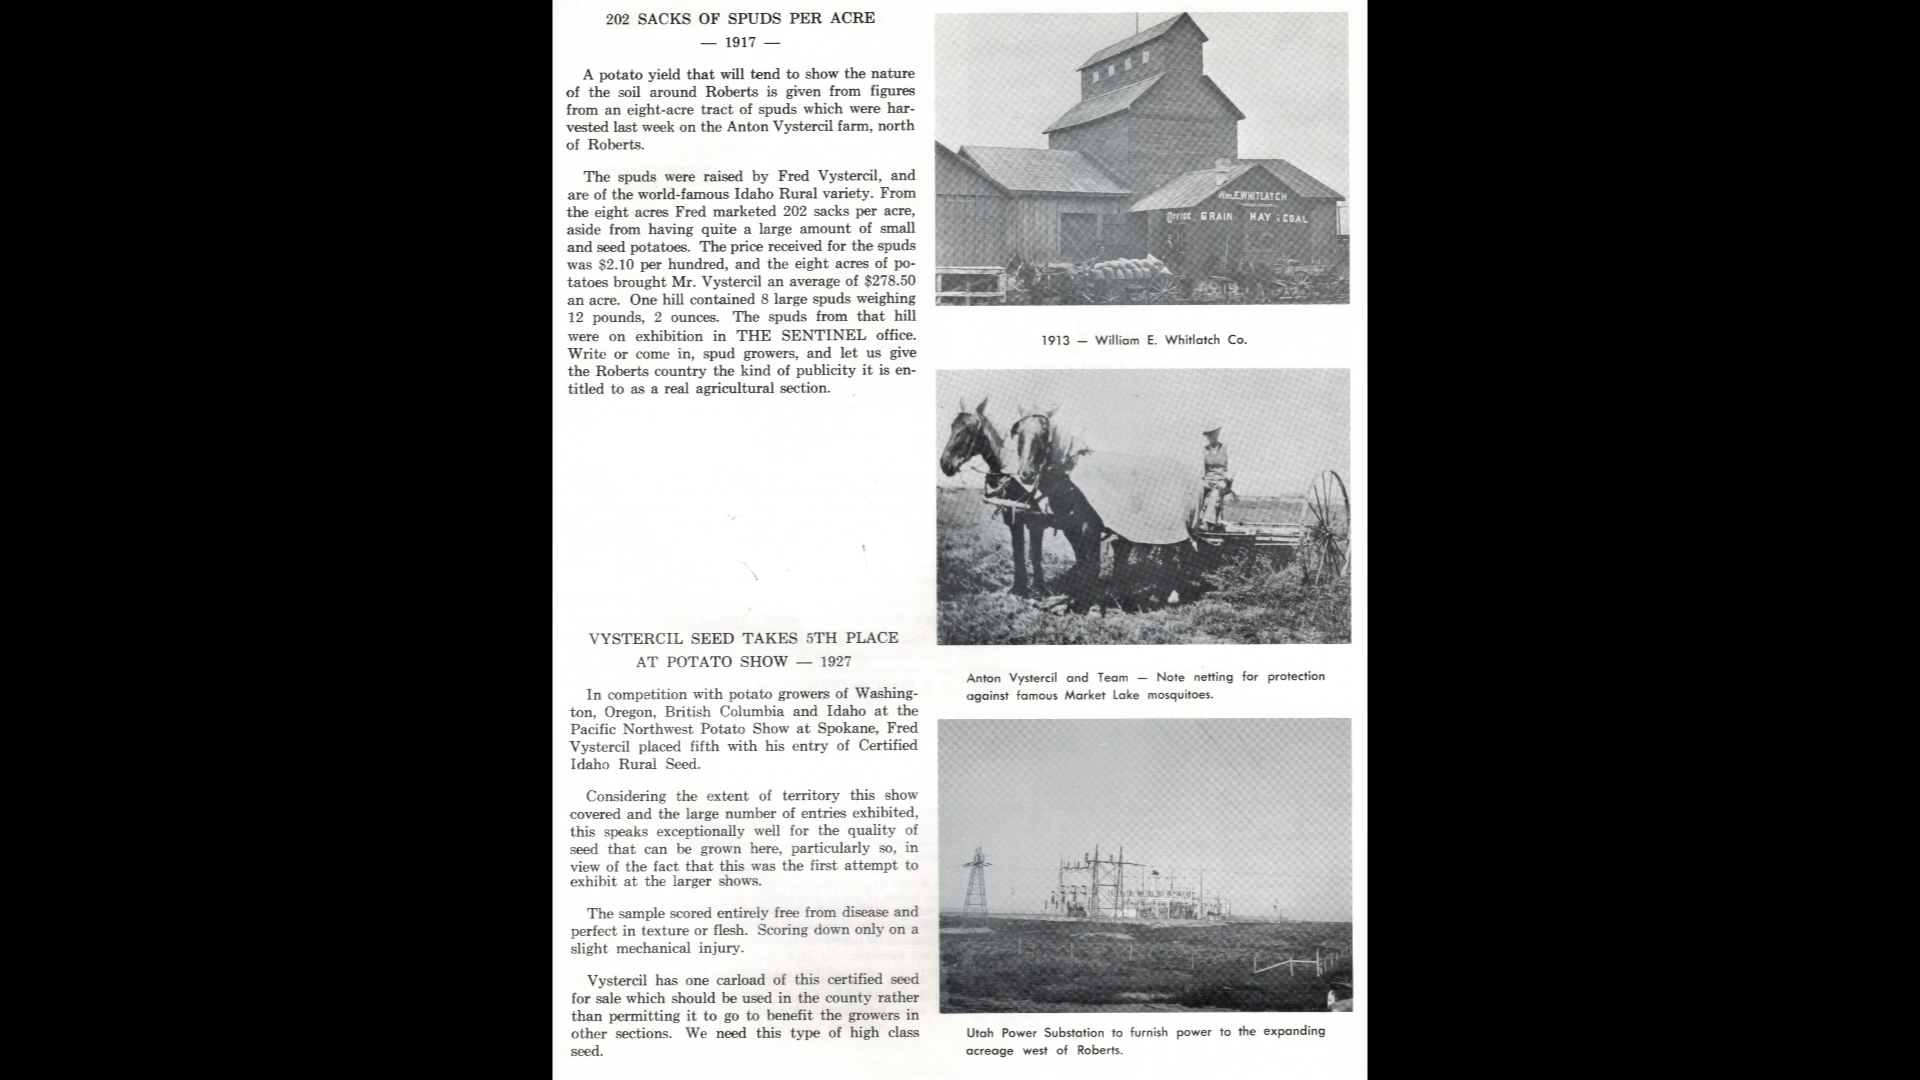 202 SACKS OF SPUDS PER ACRE
— 1917 —
A potato yield that will tend to show the nature
of the soil around Roberts is given from figures
from an eight-acre tract of spuds which were har-
vested last week on the Anton Vystercil farm, north
of Roberts.
The spuds were raised by Fred Vystercil, and
are of the world-famous Idaho Rural variety. From
the eight acres Fred marketed 202 sacks per acre,
aside from having quite a large amount of small
and seed potatoes. The price received for the spuds
was $2.10 per hundred, and the eight acres of po-
tatoes brought Mr. Vystercil an average of $278.50
an acre. One hill contained 8 large spuds weighing
12 pounds, 2 ounces. The spuds from that hill
were on exhibition in THE SENTINEL office.
Write or come in, spud growers, and let us give
the Roberts country the kind of publicity it is en-
titled to as a real agricultural section.
VYSTERCIL SEED TAKES 5TH PLACE
AT POTATO SHOW — 1927
In competition with potato growers of Washing-
ton, Oregon, British Columbia and Idaho at the
Pacific Northwest Potato Show at Spokane, Fred
Vystercil placed fifth with his entry of Certified
Idaho Rural Seed.
Considering the extent of territory this show
covered and the large number of entries exhibited,
this speaks exceptionally well for the quality of
seed that can be grown here, particularly so, in
view of the fact that this was the first attempt to
exhibit at the larger shows.
The sample scored entirely free from disease and
perfect in texture or flesh. Scoring down only on a
slight mechanical injury.
Vystercil has one carload of this certified seed
for sale which should be used in the county rather
than permitting it to go to benefit the growers in
other sections. We need this type of high class
seed.
Wm.E.WHITLATCH
OFFICE GRAIN HAY & COAL
1913 — William E. Whitlatch Co.
Anton Vystercil and Team — Note netting for protection
against famous Market Lake mosquitoes.
Utah Power Substation to furnish power to the expanding
acreage west of Roberts.